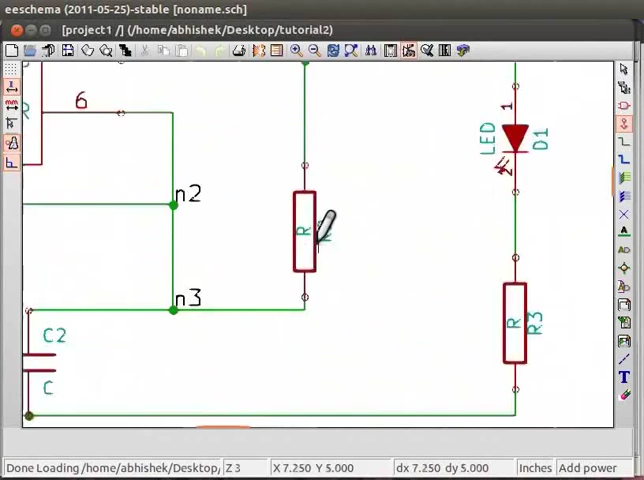 eeschema (2011-05-25)-stable [noname.sch]
[project1 /] (/home/abhishek/Desktop/tutorial2)
6
R
n2
n3
C2
C
R
1
LED
D1
2
R
R3
Done Loading /home/abhishek/Desktop/
Z 3
X 7.250 Y 5.000
dx 7.250 dy 5.000
Inches
Add power